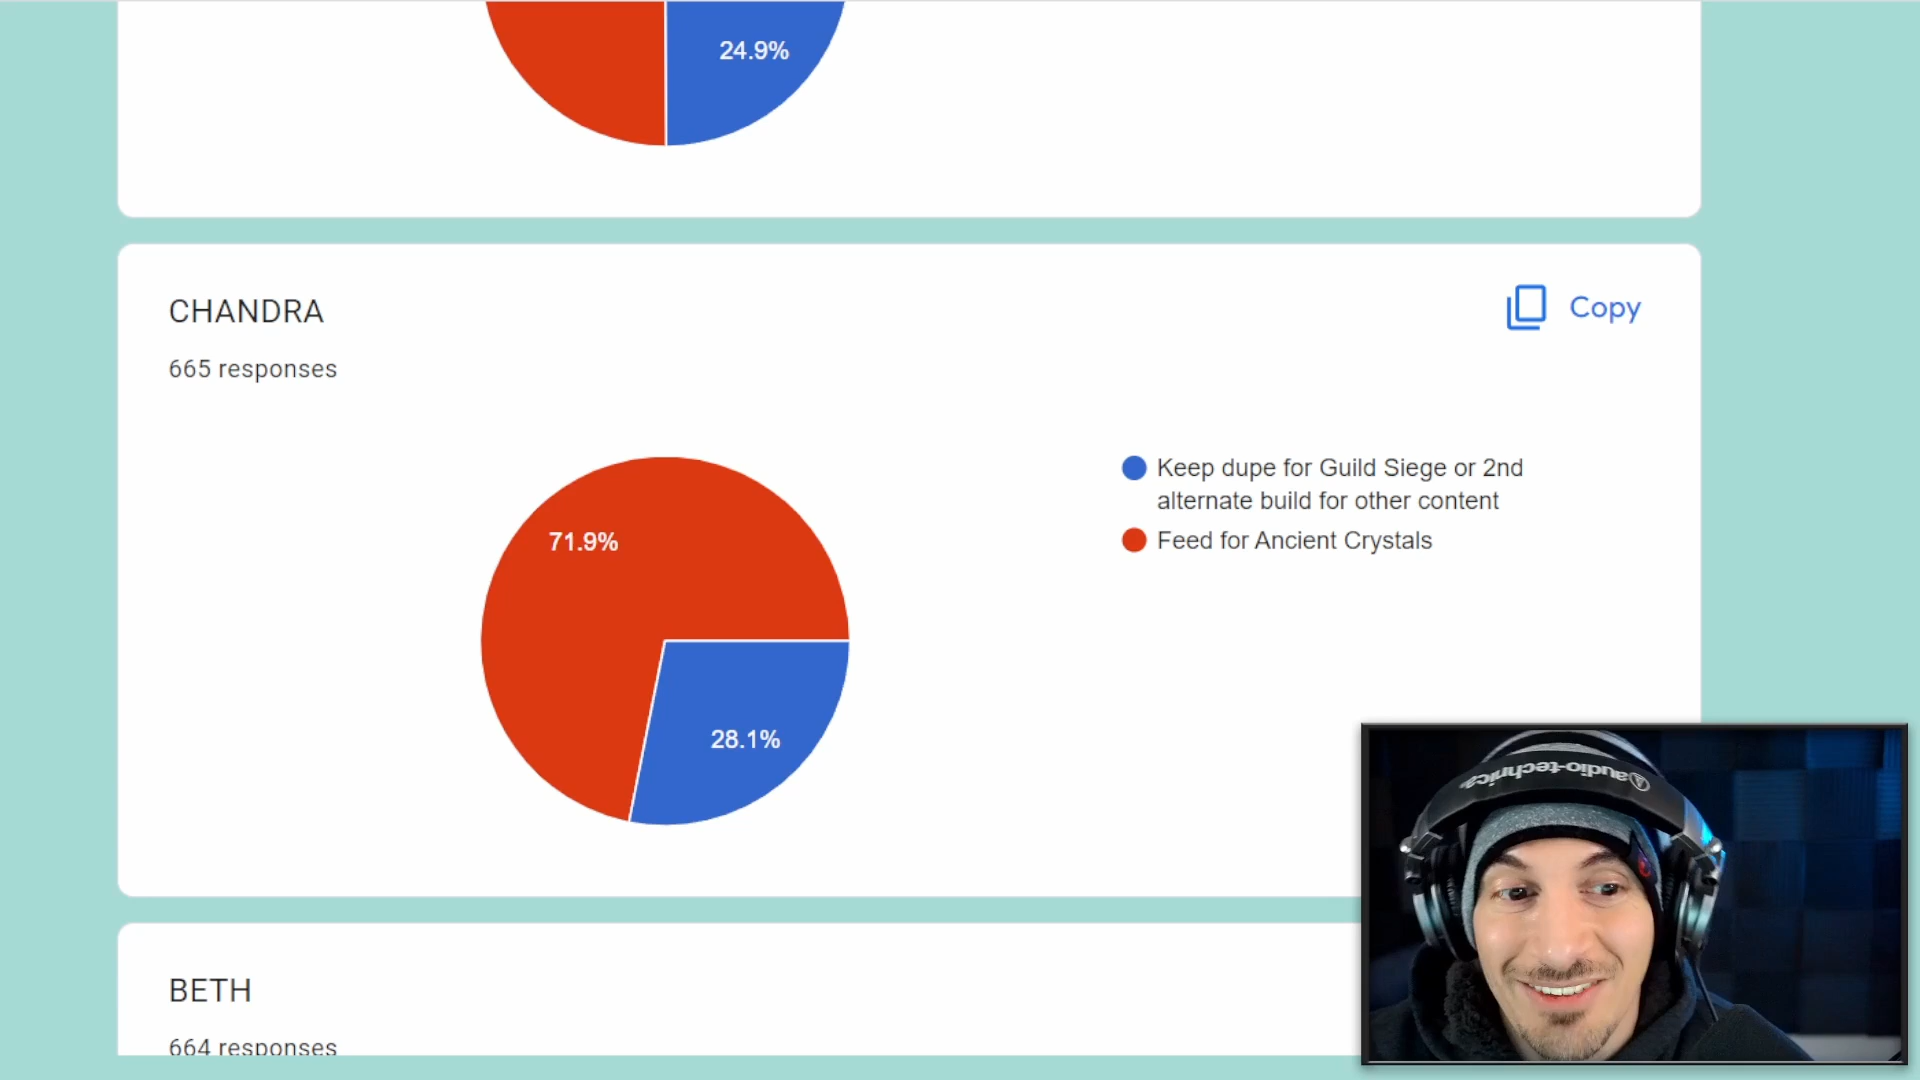 24.9%
CHANDRA
Copy
665 responses
Keep dupe for Guild Siege or 2nd
alternate build for other content
Feed for Ancient Crystals
71.9%
28.1%
audio-technica
BETH
664 responses